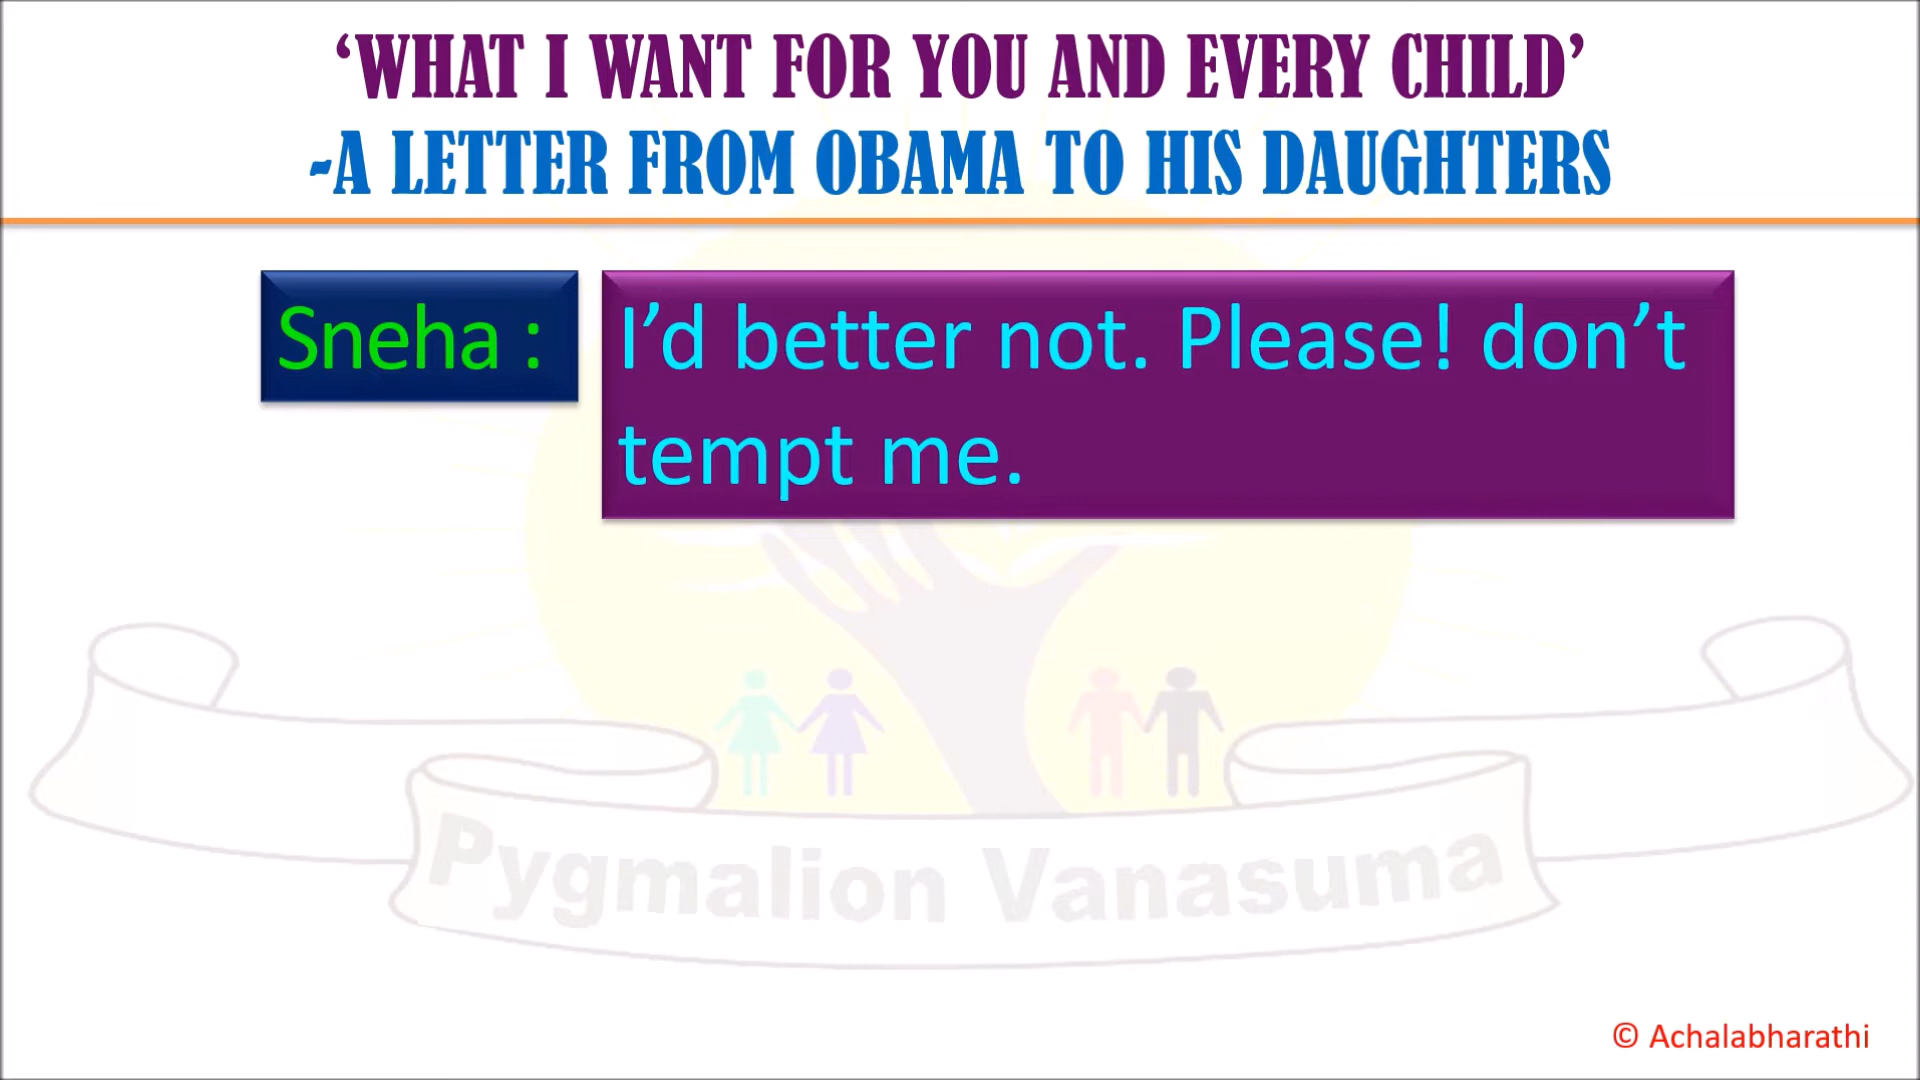 ‘WHAT I WANT FOR YOU AND EVERY CHILD’
-A LETTER FROM OBAMA TO HIS DAUGHTERS
Sneha :
I’d better not. Please! don’t
tempt me.
Pygmalion Vanasuma
© Achalabharathi